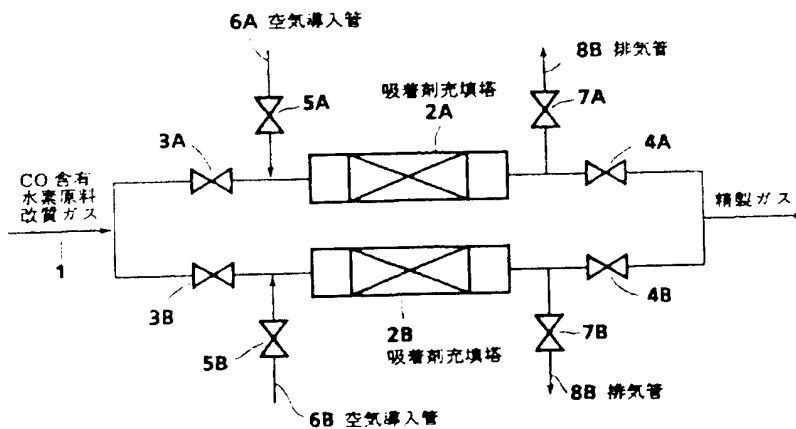 6A 空気導入管
8B 排気管
5A
吸着剤充填塔
2A
7A
3A
4A
CO 含有
水素原料
改質ガス
精製ガス
1
3B
4B
2B
吸着剤充填塔
5B
7B
6B 空気導入管
8B 排気管